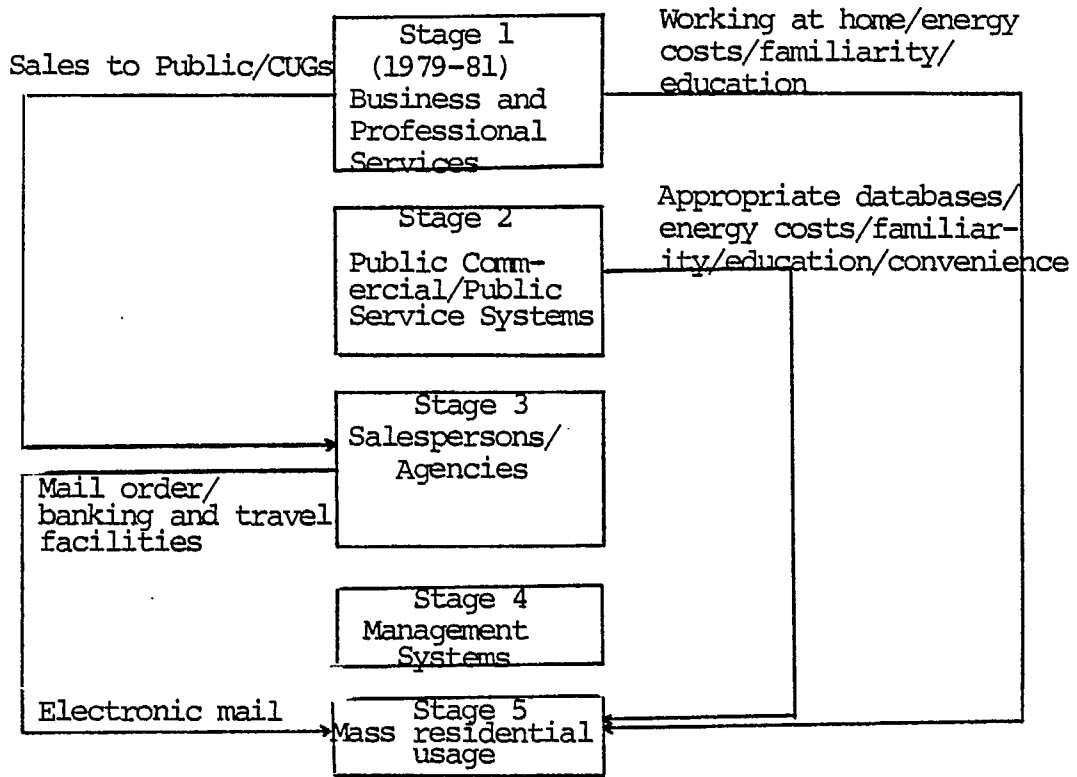 Stage 1
(1979-81)
Business and
Professional
Services
Sales to Public/CUGs
Working at home/energy
costs/familiarity/
education
Stage 2
Public Comm-
ercial/Public
Service Systems
Appropriate databases/
energy costs/familiar-
ity/education/convenience
Stage 3
Salespersons/
Agencies
Mail order/
banking and travel
facilities
Stage 4
Management
Systems
Electronic mail
Stage 5
Mass residential
usage